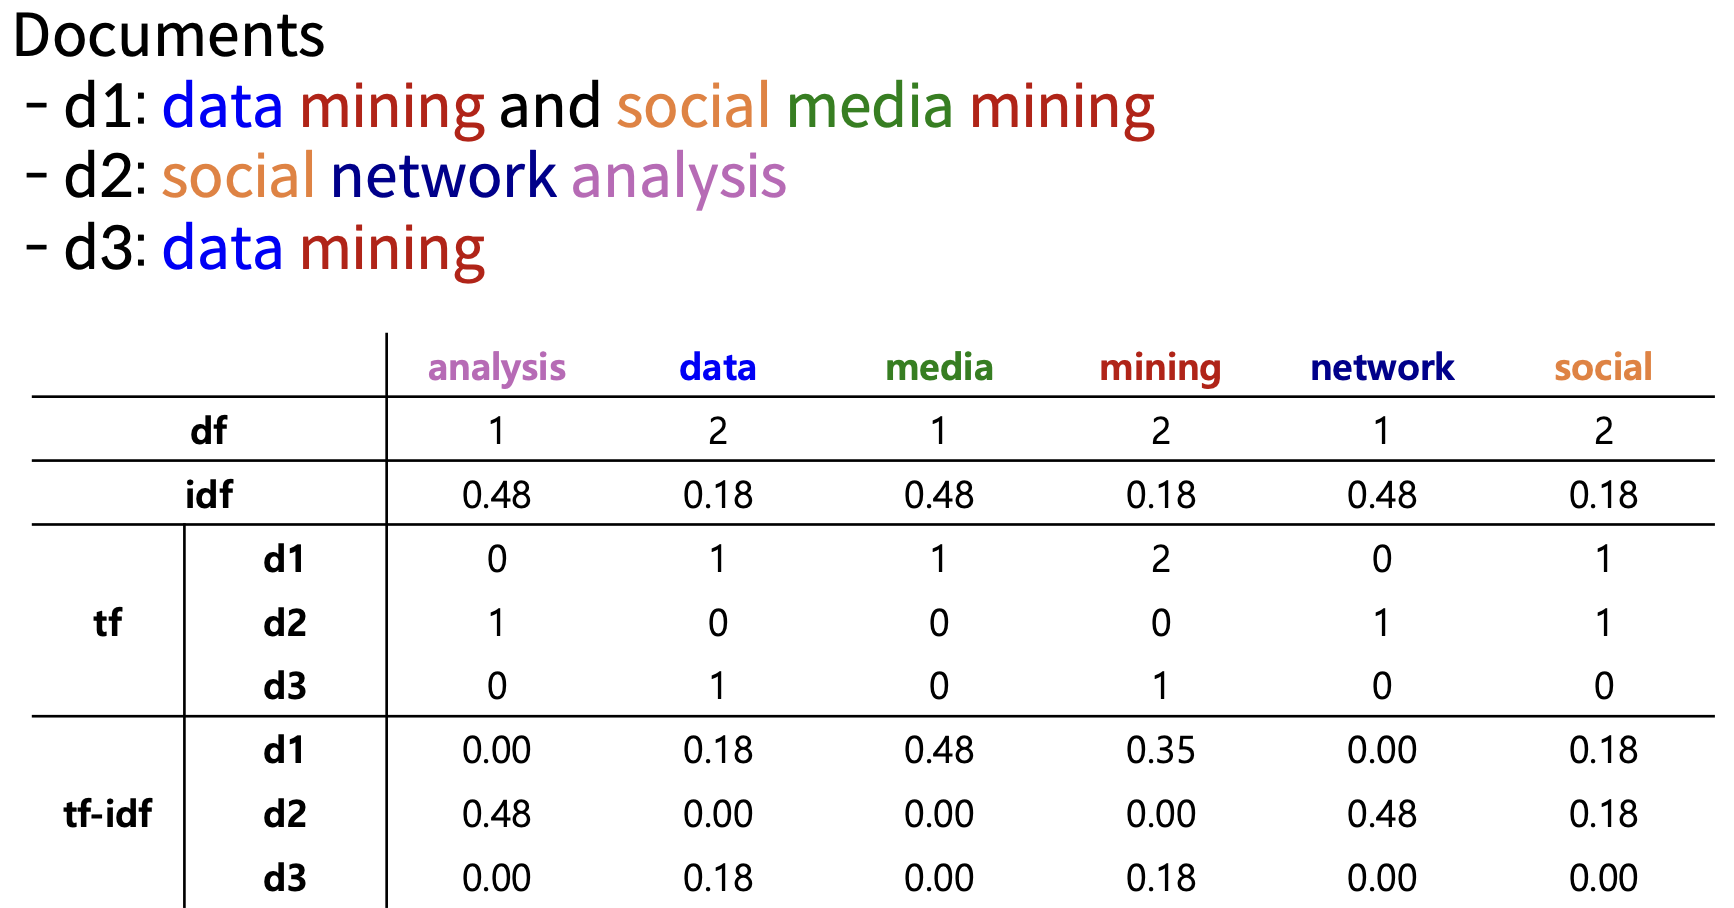 Documents
- d1: data mining and social media mining
- d2: social network analysis
- d3: data mining
analysis data media mining network social
df 1 2 1 2 1 2
idf 0.48 0.18 0.48 0.18 0.48 0.18
d1 0 1 1 2 0 1
tf d2 1 0 0 0 1 1
d3 0 1 0 1 0 0
d1 0.00 0.18 0.48 0.35 0.00 0.18
tf-idf d2 0.48 0.00 0.00 0.00 0.48 0.18
d3 0.00 0.18 0.00 0.18 0.00 0.00